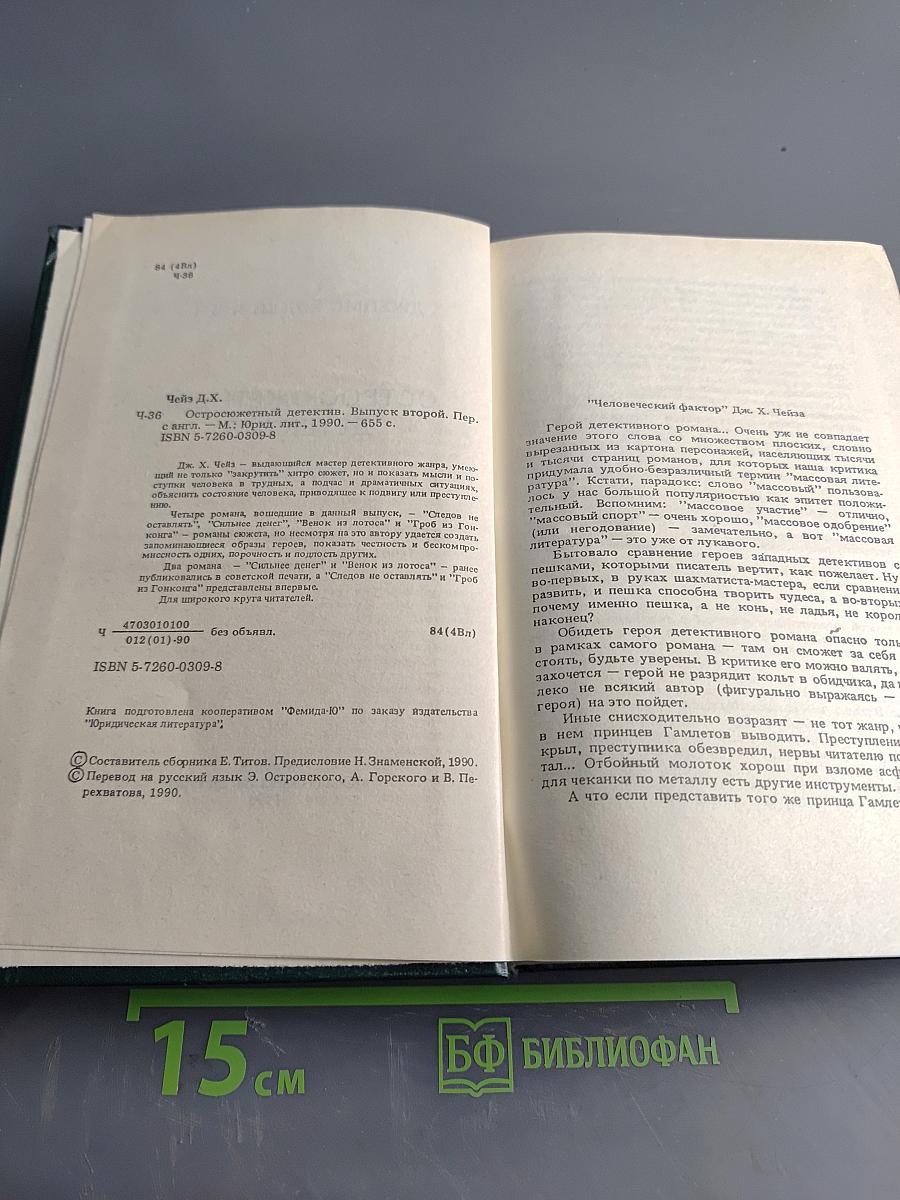 84 (4Вл)
Ч-36
Чейз Д.Х.
Ч-36 Остросюжетный детектив. Выпуск второй. Пер.
с англ. — М.: Юрид. лит., 1990. — 655 с.
ISBN 5-7260-0309-8
Дж. Х. Чейз — выдающийся мастер детективного жанра, умею-
щий не только "закрутить" хитро сюжет, но и показать мысли и по-
ступки человека в трудных, а подчас и драматичных ситуациях,
объяснить состояние человека, приводящее к подвигу или преступле-
нию.
Четыре романа, вошедшие в данный выпуск, — "Следов не
оставлять", "Сильнее денег", "Венок из лотоса" и "Гроб из Гон-
конга" — романы сюжета, но несмотря на это автору удается создать
запоминающиеся образы героев, показать честность и бескомпро-
миссность одних, порочность и подлость других.
Два романа — "Сильнее денег" и "Венок из лотоса" — ранее
публиковались в советской печати, а "Следов не оставлять" и "Гроб
из Гонконга" представлены впервые.
Для широкого круга читателей.
Ч 4703010100
012 (01)-90 без объявл. 84(4Вл)
ISBN 5-7260-0309-8
Книга подготовлена кооперативом "Фемида-Ю" по заказу издательства
"Юридическая литература",
© Составитель сборника Е. Титов. Предисловие Н. Знаменской, 1990.
© Перевод на русский язык Э. Островского, А. Горского и В. Пе-
рехватова, 1990.
"Человеческий фактор" Дж. Х. Чейза
Герой детективного романа... Очень уж не совпадает
значение этого слова со множеством плоских, словно
вырезанных из картона персонажей, населяющих тысячи
и тысячи страниц романов, для которых наша критика
придумала удобно-безразличный термин "массовая лите-
ратура". Кстати, парадокс: слово "массовый" пользова-
лось у нас большой популярностью как эпитет положи-
тельный. Вспомним: "массовое участие" — отлично,
"массовый спорт" — очень хорошо, "массовое одобрение"
(или негодование) — замечательно, а вот "массовая
литература" — это уже от лукавого.
Бытовало сравнение героев западных детективов с
пешками, которыми писатель вертит, как пожелает. Ну
во-первых, в руках шахматиста-мастера, если сравнени
развить, и пешка способна творить чудеса, а во-вторых
почему именно пешка, а не конь, не ладья, не корол
наконец?
Обидеть героя детективного романа опасно толь
в рамках самого романа — там он сможет за себя
стоять, будьте уверены. В критике его можно валять,
захочется — герой не разрядит кольт в обидчика, да
леко не всякий автор (фигурально выражаясь —
героя) на это пойдет.
Иные снисходительно возразят — не тот жанр,
в нем принцев Гамлетов выводить. Преступлени
крыл, преступника обезвредил, нервы читателю по
тал... Отбойный молоток хорош при взломе асф
для чеканки по металлу есть другие инструменты.
А что если представить того же принца Гамле
15 см
БФ БИБЛИОФАН